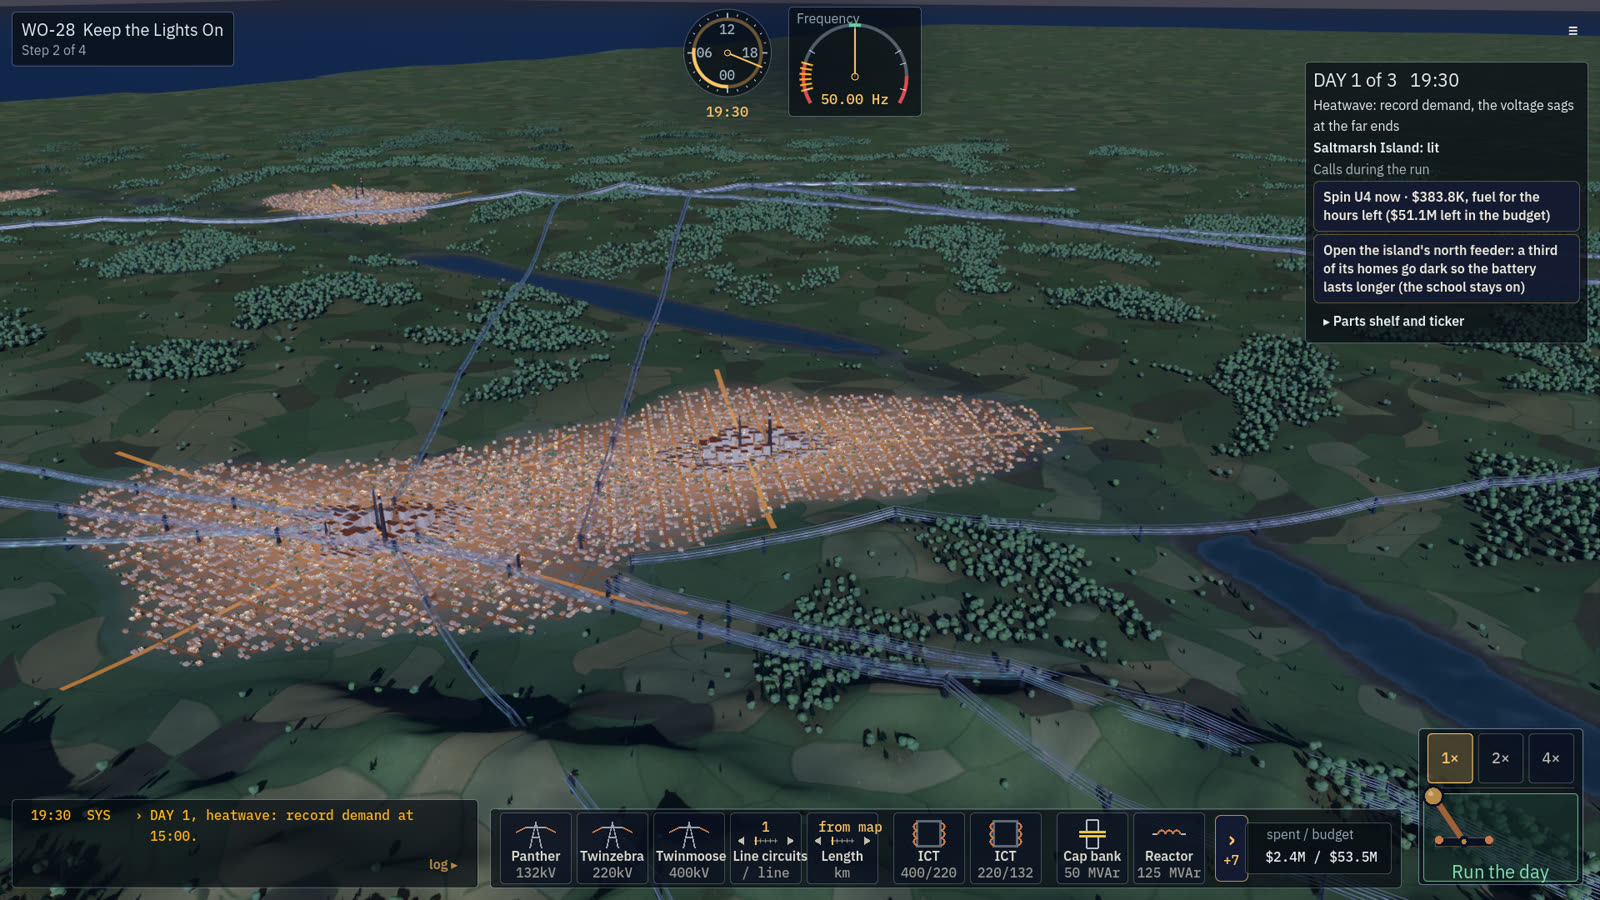 WO-28 Keep the Lights On
Step 2 of 4
12
06
18
00
19:30
Frequency
50.00 Hz
≡
DAY 1 of 3 19:30
Heatwave: record demand, the voltage sags
at the far ends
Saltmarsh Island: lit
Calls during the run
Spin U4 now · $383.8K, fuel for the
hours left ($51.1M left in the budget)
Open the island's north feeder: a third
of its homes go dark so the battery
lasts longer (the school stays on)
▸ Parts shelf and ticker
19:30 SYS › DAY 1, heatwave: record demand at
15:00.
log ▸
Panther
132kV
Twinzebra
220kV
Twinmoose
400kV
1
Line circuits
/ line
from map
Length
km
ICT
400/220
ICT
220/132
Cap bank
50 MVAr
Reactor
125 MVAr
›
+7
spent / budget
$2.4M / $53.5M
1×
2×
4×
Run the day